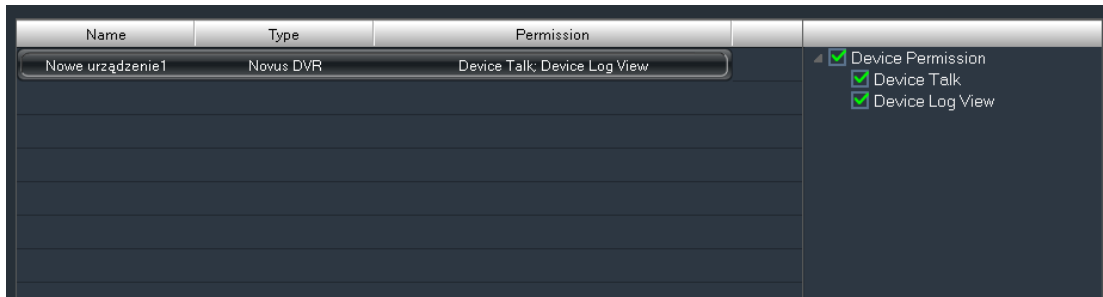 Name Type Permission
Nowe urządzenie1 Novus DVR Device Talk; Device Log View
Device Permission
Device Talk
Device Log View